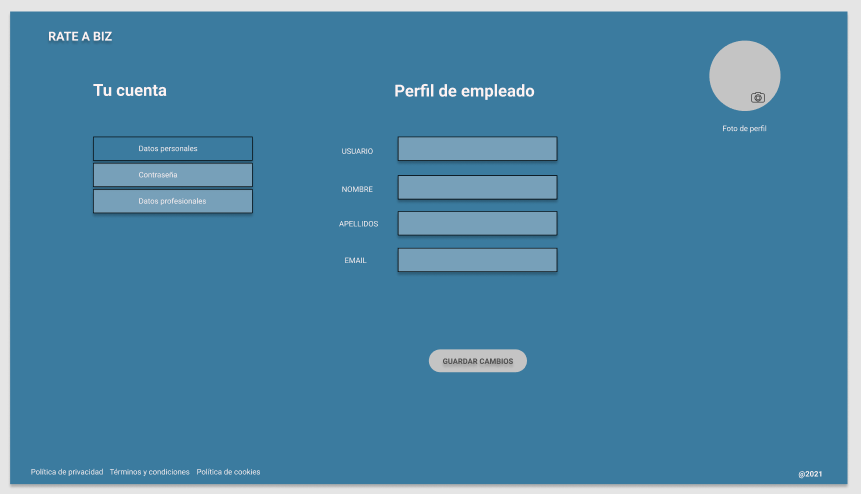 RATE A BIZ
Tu cuenta
Perfil de empleado
Foto de perfil
Datos personales
Contraseña
Datos profesionales
USUARIO
NOMBRE
APELLIDOS
EMAIL
GUARDAR CAMBIOS
Política de privacidad Términos y condiciones Política de cookies
@2021